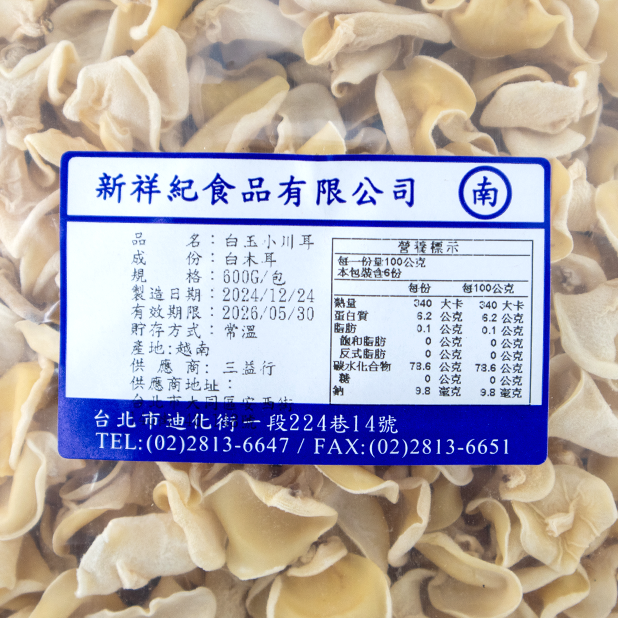 新祥紀食品有限公司 南
品名：白玉小川耳
成份：白木耳
規格：600G/包
製造日期：2024/12/24
有效期限：2026/05/30
貯存方式：常溫
產地:越南
供應商：三益行
供應商地址：
台北市大同區安西街
營養標示
每一份量100公克
本包裝含6份
每份 每100公克
熱量 340 大卡 340 大卡
蛋白質 6.2 公克 6.2 公克
脂肪 0.1 公克 0.1 公克
飽和脂肪 0 公克 0 公克
反式脂肪 0 公克 0 公克
碳水化合物 78.6 公克 78.6 公克
糖 0 公克 0 公克
鈉 9.8 毫克 9.8 毫克
台北市迪化街一段224巷14號
TEL:(02)2813-6647 / FAX:(02)2813-6651